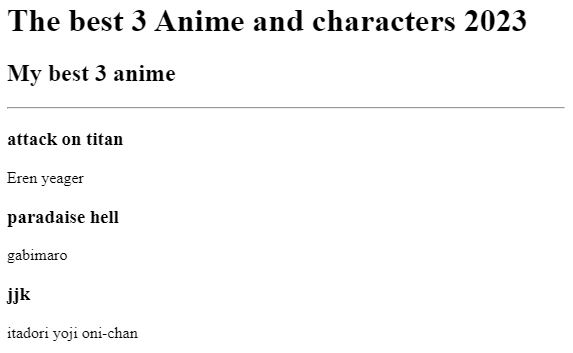 The best 3 Anime and characters 2023
My best 3 anime
attack on titan
Eren yeager
paradaise hell
gabimaro
jjk
itadori yoji oni-chan